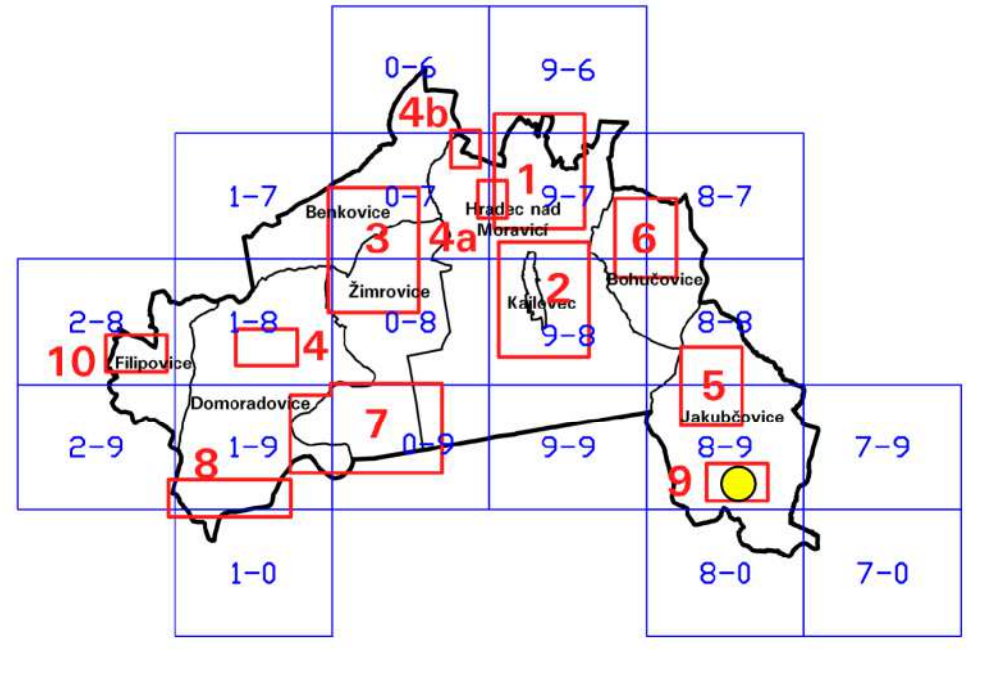 0-6
9-6
4b
1-7
0-7
1
9-7
8-7
Benkovice
Hradec nad
Moravicí
3
4a
6
Bohučovice
Žimrovice
2
Kajlovec
2-8
1-8
0-8
9-8
8-8
10
Filipovice
4
5
Domoradovice
7
Jakubčovice
2-9
1-9
0-9
9-9
8-9
7-9
8
9
1-0
8-0
7-0